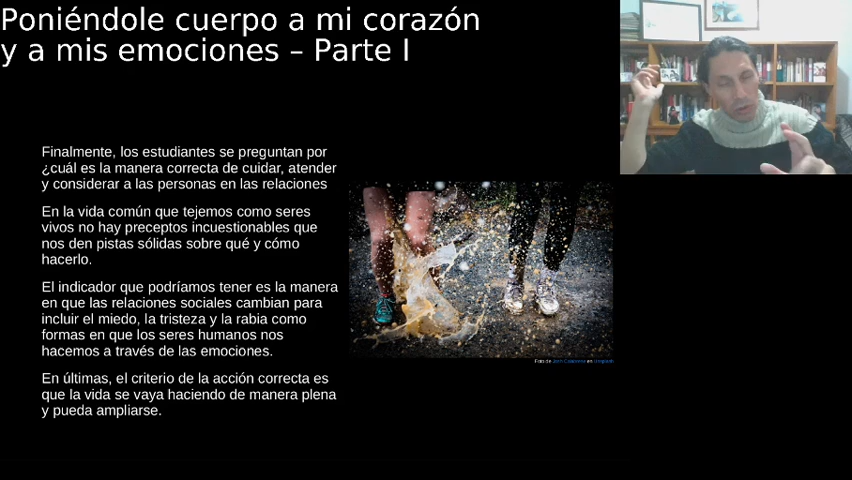 Poniéndole cuerpo a mi corazón
y a mis emociones – Parte I
Finalmente, los estudiantes se preguntan por
¿cuál es la manera correcta de cuidar, atender
y considerar a las personas en las relaciones
En la vida común que tejemos como seres
vivos no hay preceptos incuestionables que
nos den pistas sólidas sobre qué y cómo
hacerlo.
El indicador que podríamos tener es la manera
en que las relaciones sociales cambian para
incluir el miedo, la tristeza y la rabia como
formas en que los seres humanos nos
hacemos a través de las emociones.
En últimas, el criterio de la acción correcta es
que la vida se vaya haciendo de manera plena
y pueda ampliarse.
Foto de en Unsplash